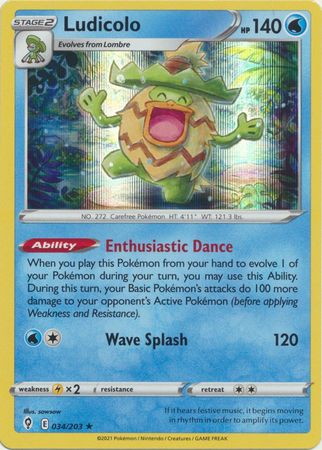 STAGE2 Ludicolo HP 140
Evolves from Lombre
NO. 272 Carefree Pokémon HT: 4'11" WT: 121.3 lbs.
Ability Enthusiastic Dance
When you play this Pokémon from your hand to evolve 1 of
your Pokémon during your turn, you may use this Ability.
During this turn, your Basic Pokémon's attacks do 100 more
damage to your opponent's Active Pokémon (before applying
Weakness and Resistance).
Wave Splash 120
weakness ×2 resistance retreat
Illus. sowsow
E 034/203 ★
If it hears festive music, it begins moving
in rhythm in order to amplify its power.
©2021 Pokémon / Nintendo / Creatures / GAME FREAK